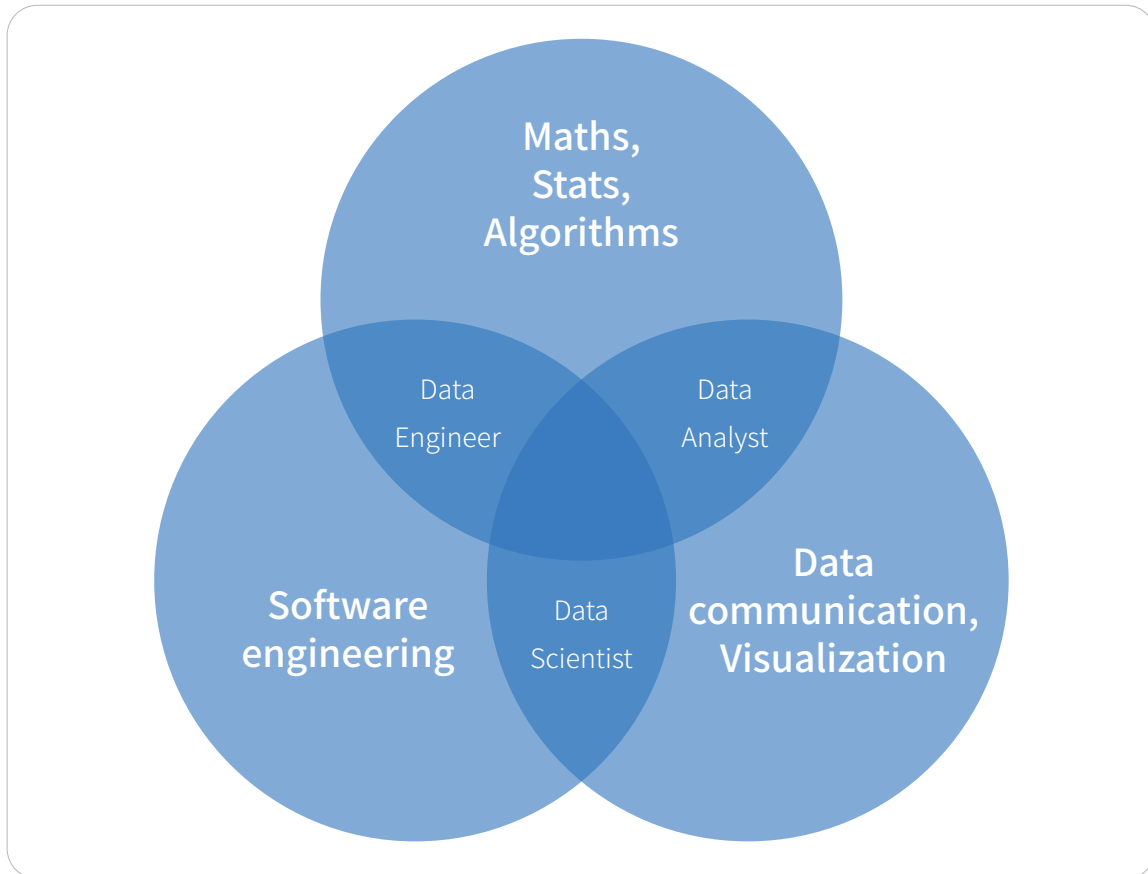 Maths,
Stats,
Algorithms
Data
Engineer
Data
Analyst
Software
engineering
Data
Scientist
Data
communication,
Visualization